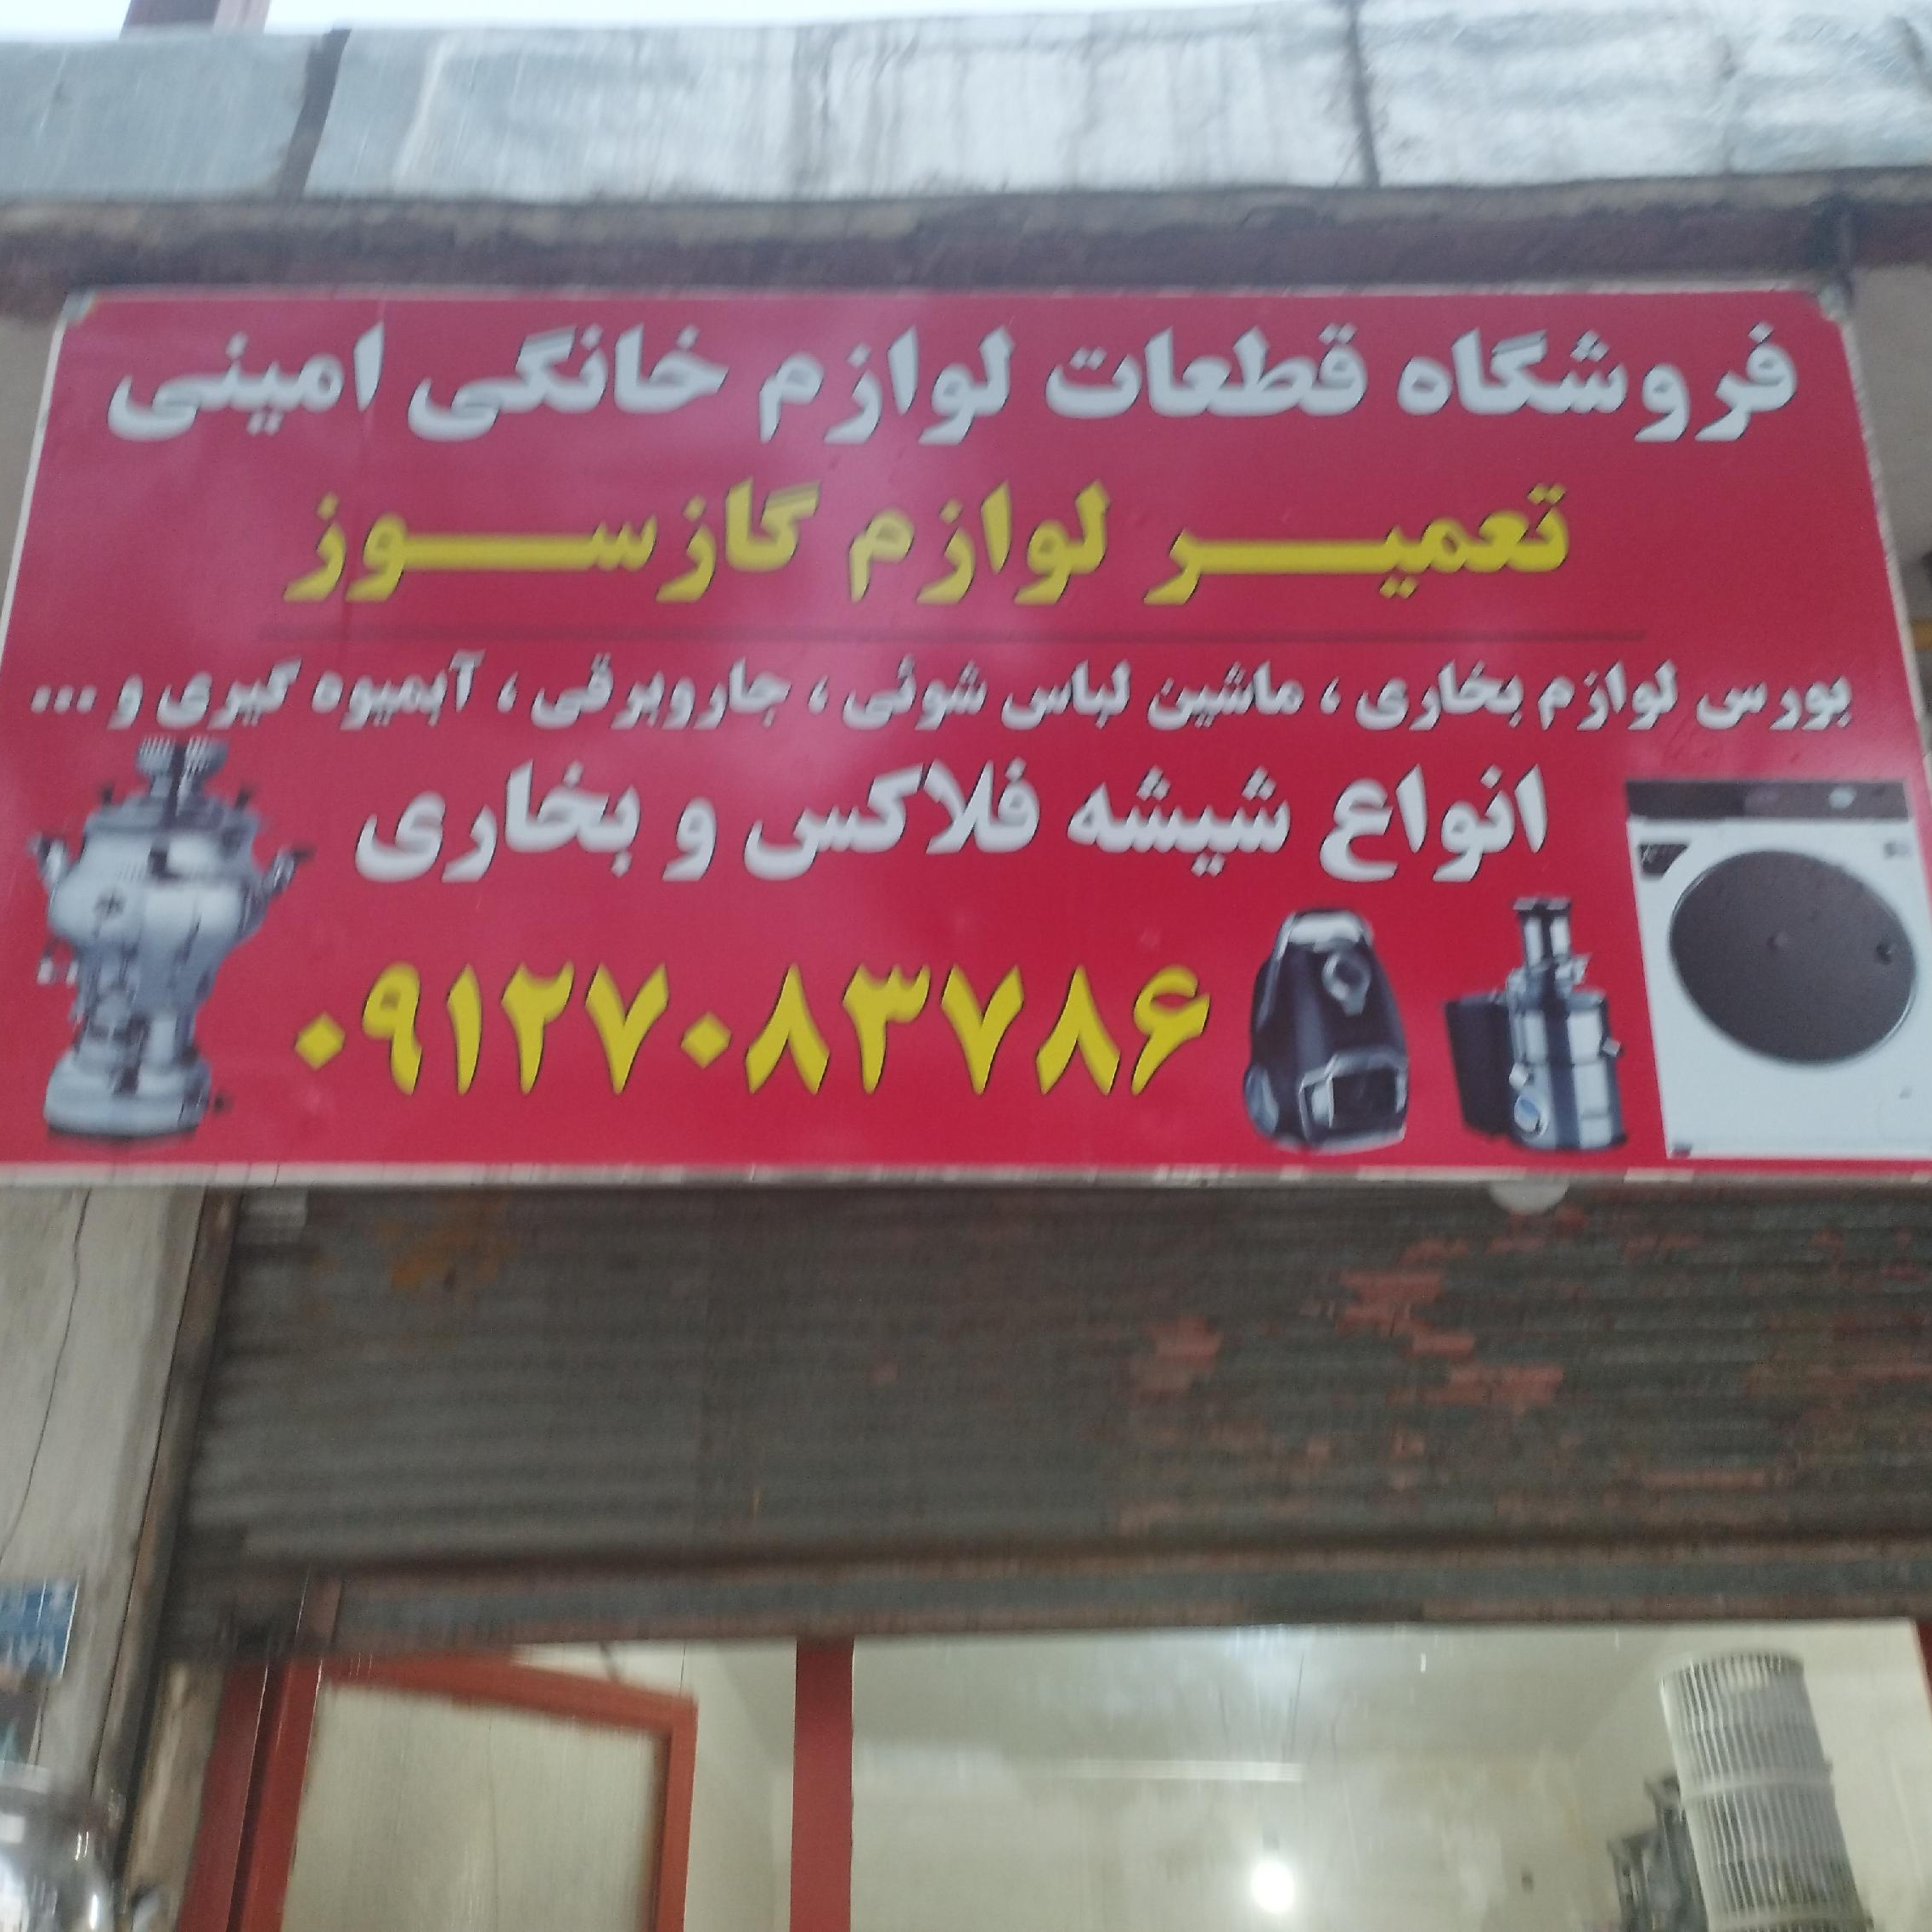 فروشگاه قطعات لوازم خانگی امینی
تعمیر لوازم گازسوز
بورس لوازم بخاری ، ماشین لباس شوئی ، جاروبرقی ، آبمیوه گیری و ...
انواع شیشه فلاکس و بخاری
۰۹۱۲۷۰۸۳۷۸۶